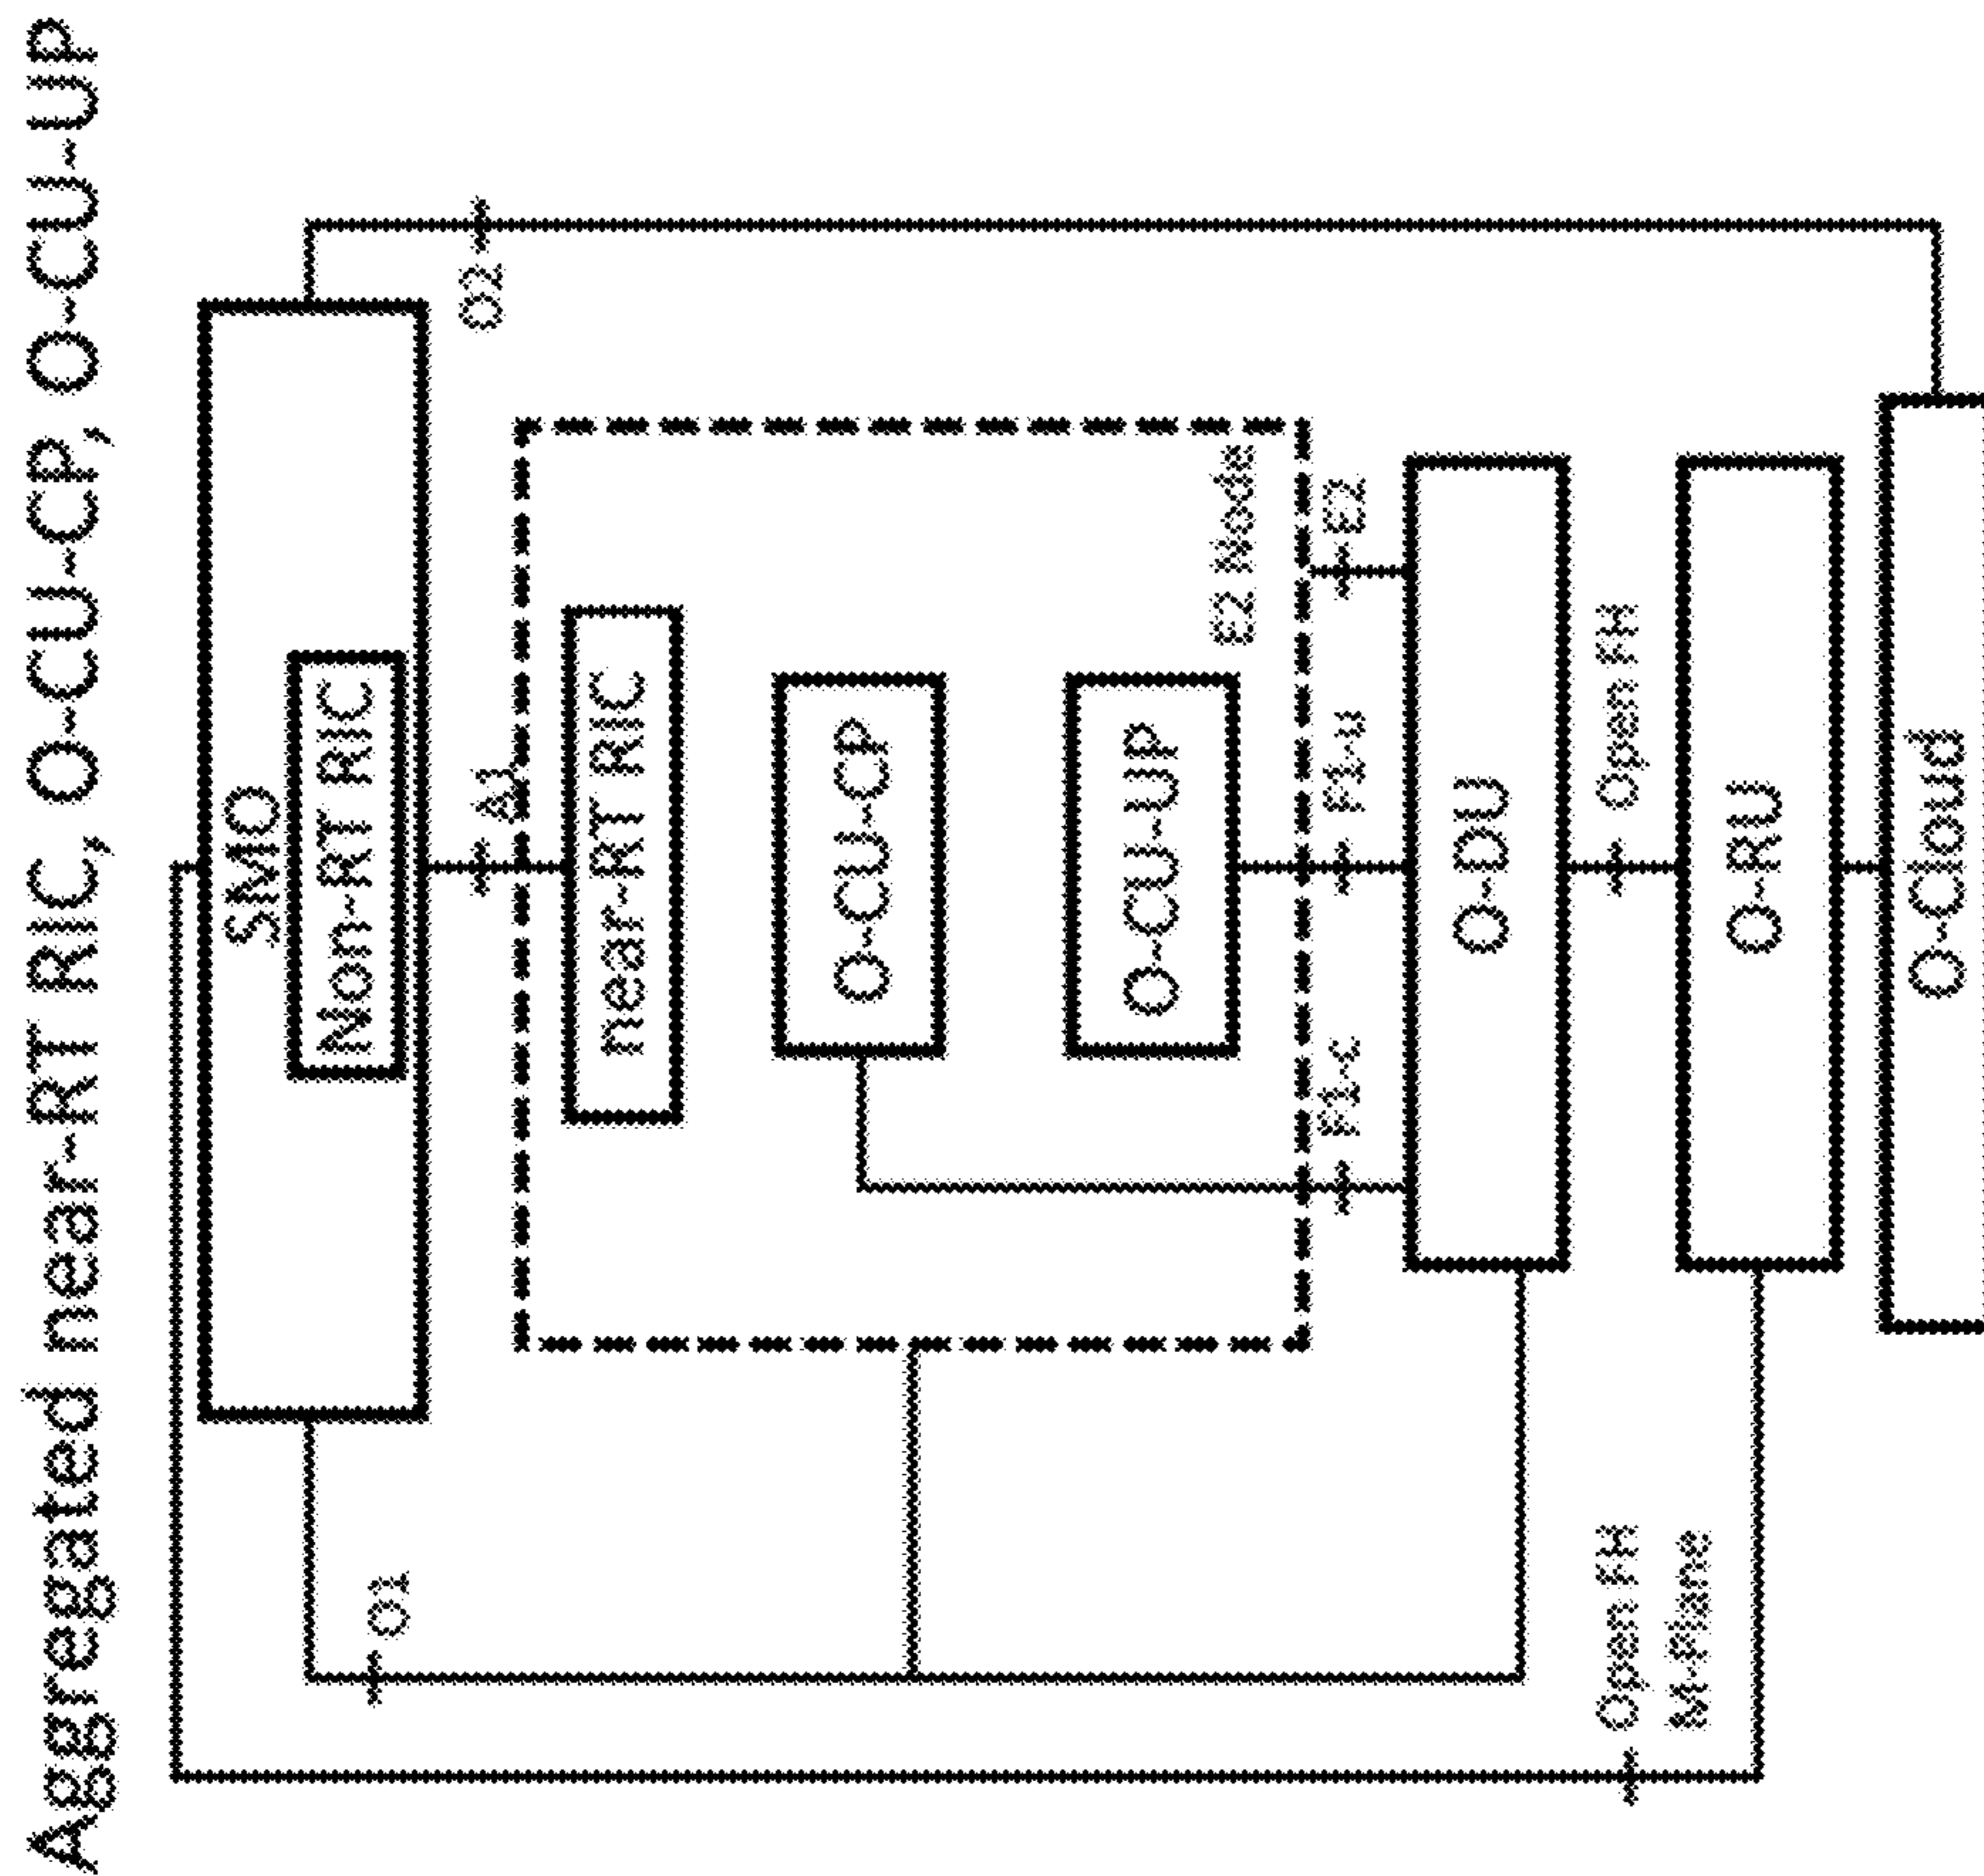 Aggregated near-RT RIC, O-CU-CP, O-CU-UP
SMO
Non-RT RIC
O1
O2
A1
near-RT RIC
O-CU-CP
O-CU-UP
E2 Node
F1-c
F1-u
E2
O-DU
Open FH
M-Plane
Open FH
O-RU
O-Cloud